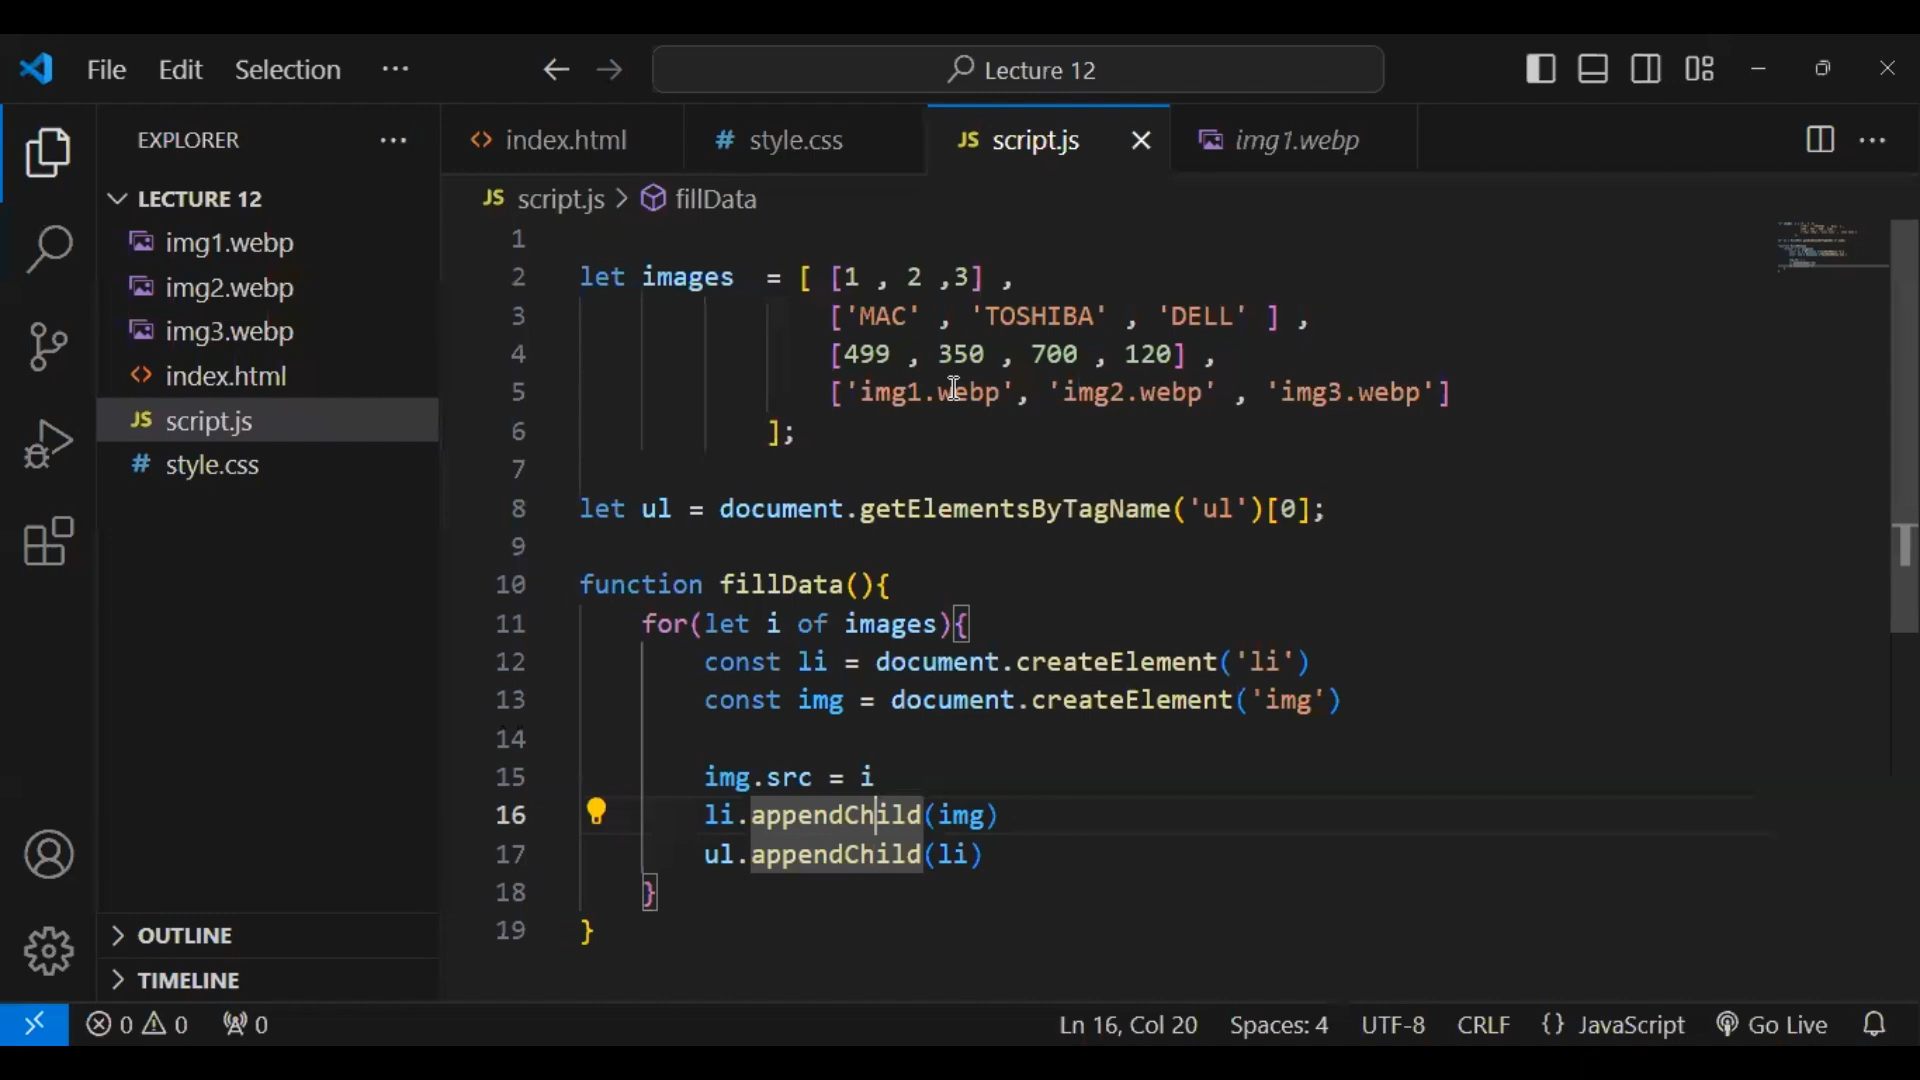 File Edit Selection ··· Lecture 12
EXPLORER ···
index.html # style.css JS script.js img1.webp ···
LECTURE 12
img1.webp
img2.webp
img3.webp
index.html
JS script.js
# style.css
OUTLINE
TIMELINE
JS script.js > fillData
1
2 let images = [ [1 , 2 ,3] ,
3 ['MAC' , 'TOSHIBA' , 'DELL' ] ,
4 [499 , 350 , 700 , 120] ,
5 ['img1.webp', 'img2.webp' , 'img3.webp']
6 ];
7
8 let ul = document.getElementsByTagName('ul')[0];
9
10 function fillData(){
11 for(let i of images){
12 const li = document.createElement('li')
13 const img = document.createElement('img')
14
15 img.src = i
16 li.appendChild(img)
17 ul.appendChild(li)
18 }
19 }
0 0 0 Ln 16, Col 20 Spaces: 4 UTF-8 CRLF {} JavaScript Go Live